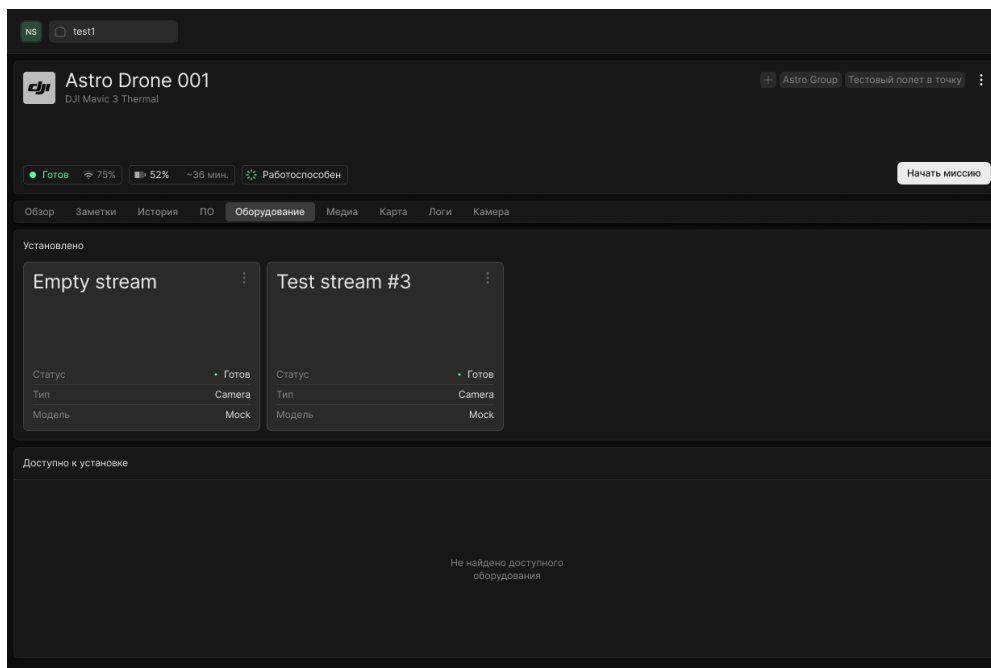 NS test1
dji Astro Drone 001
DJI Mavic 3 Thermal
+ Astro Group Тестовый полет в точку
Готов 75% 52% ~36 мин. Работоспособен
Начать миссию
Обзор Заметки История ПО Оборудование Медиа Карта Логи Камера
Установлено
Empty stream
Статус • Готов
Тип Camera
Модель Mock
Test stream #3
Статус • Готов
Тип Camera
Модель Mock
Доступно к установке
Не найдено доступного
оборудования